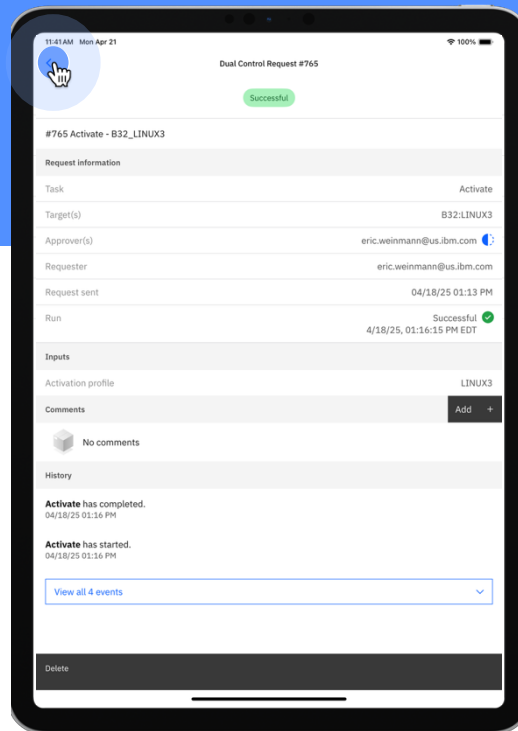 11:41 AM Mon Apr 21
100%
Dual Control Request #765
Successful
#765 Activate - B32_LINUX3
Request information
Task Activate
Target(s) B32:LINUX3
Approver(s) eric.weinmann@us.ibm.com
Requester eric.weinmann@us.ibm.com
Request sent 04/18/25 01:13 PM
Run Successful
4/18/25, 01:16:15 PM EDT
Inputs
Activation profile LINUX3
Comments Add +
No comments
History
Activate has completed.
04/18/25 01:16 PM
Activate has started.
04/18/25 01:16 PM
View all 4 events
Delete